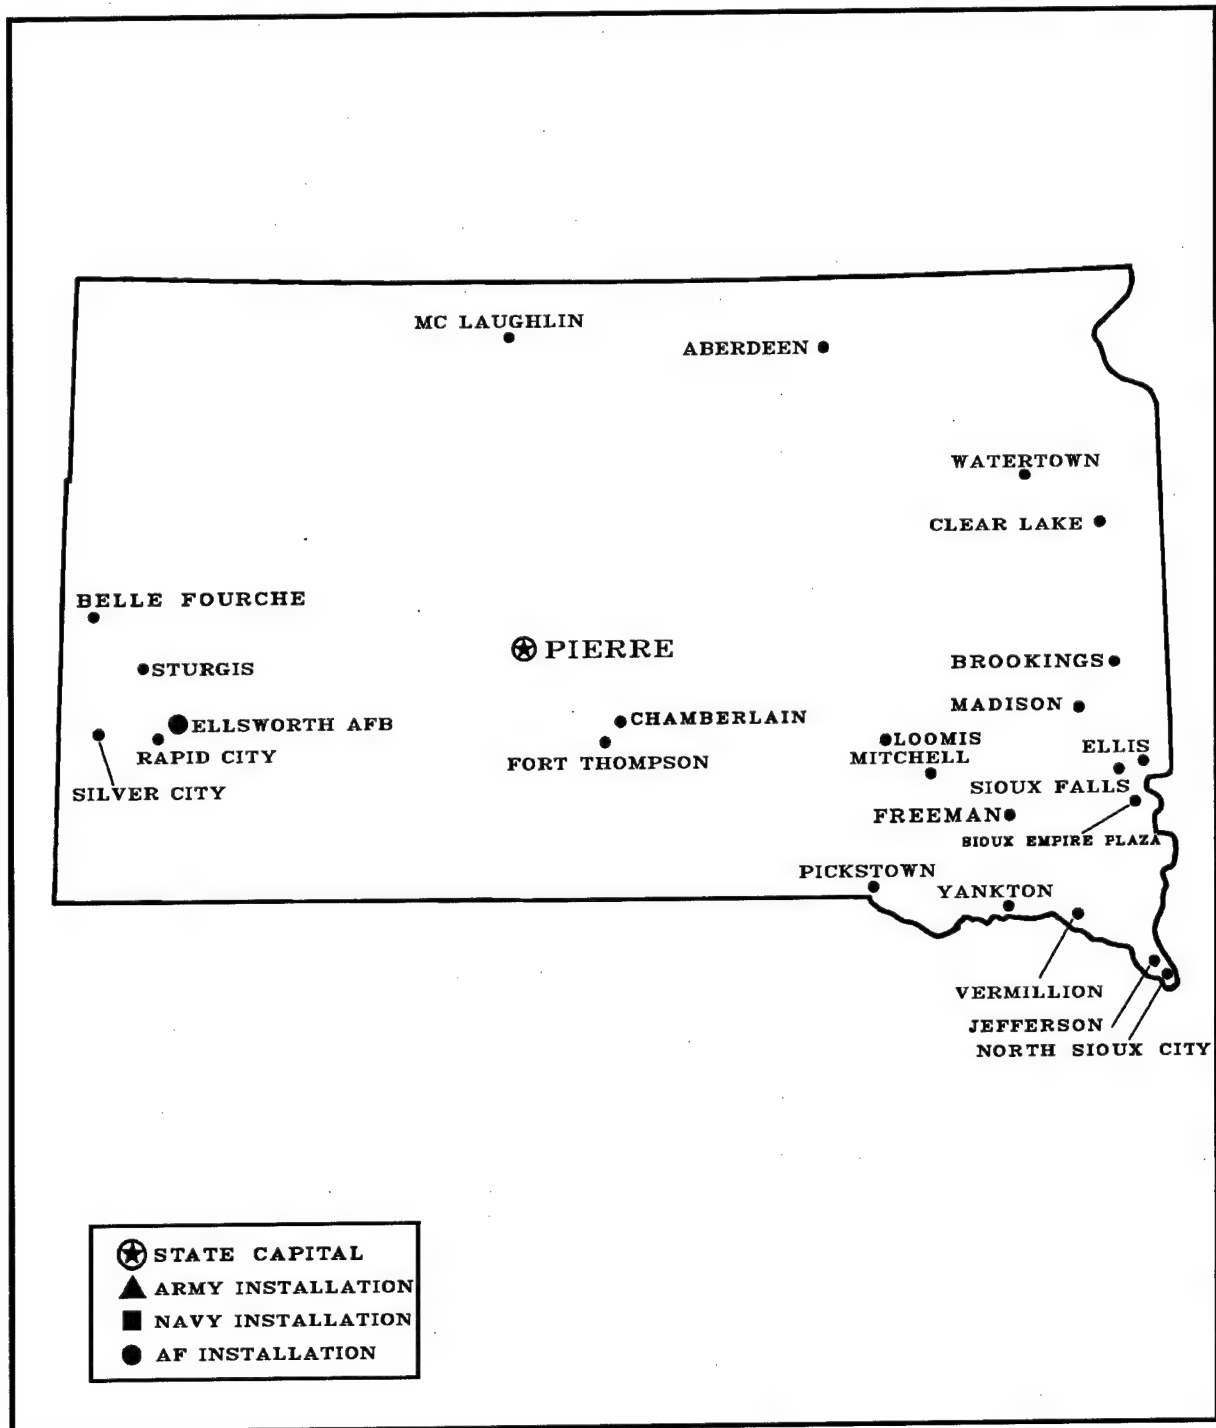 MC LAUGHLIN
ABERDEEN
WATERTOWN
CLEAR LAKE
BELLE FOURCHE
PIERRE
STURGIS
BROOKINGS
MADISON
CHAMBERLAIN
ELLSWORTH AFB
LOOMIS
ELLIS
RAPID CITY
MITCHELL
FORT THOMPSON
SIOUX FALLS
SILVER CITY
FREEMAN
SIOUX EMPIRE PLAZA
PICKSTOWN
YANKTON
VERMILLION
JEFFERSON
NORTH SIOUX CITY
STATE CAPITAL
ARMY INSTALLATION
NAVY INSTALLATION
AF INSTALLATION